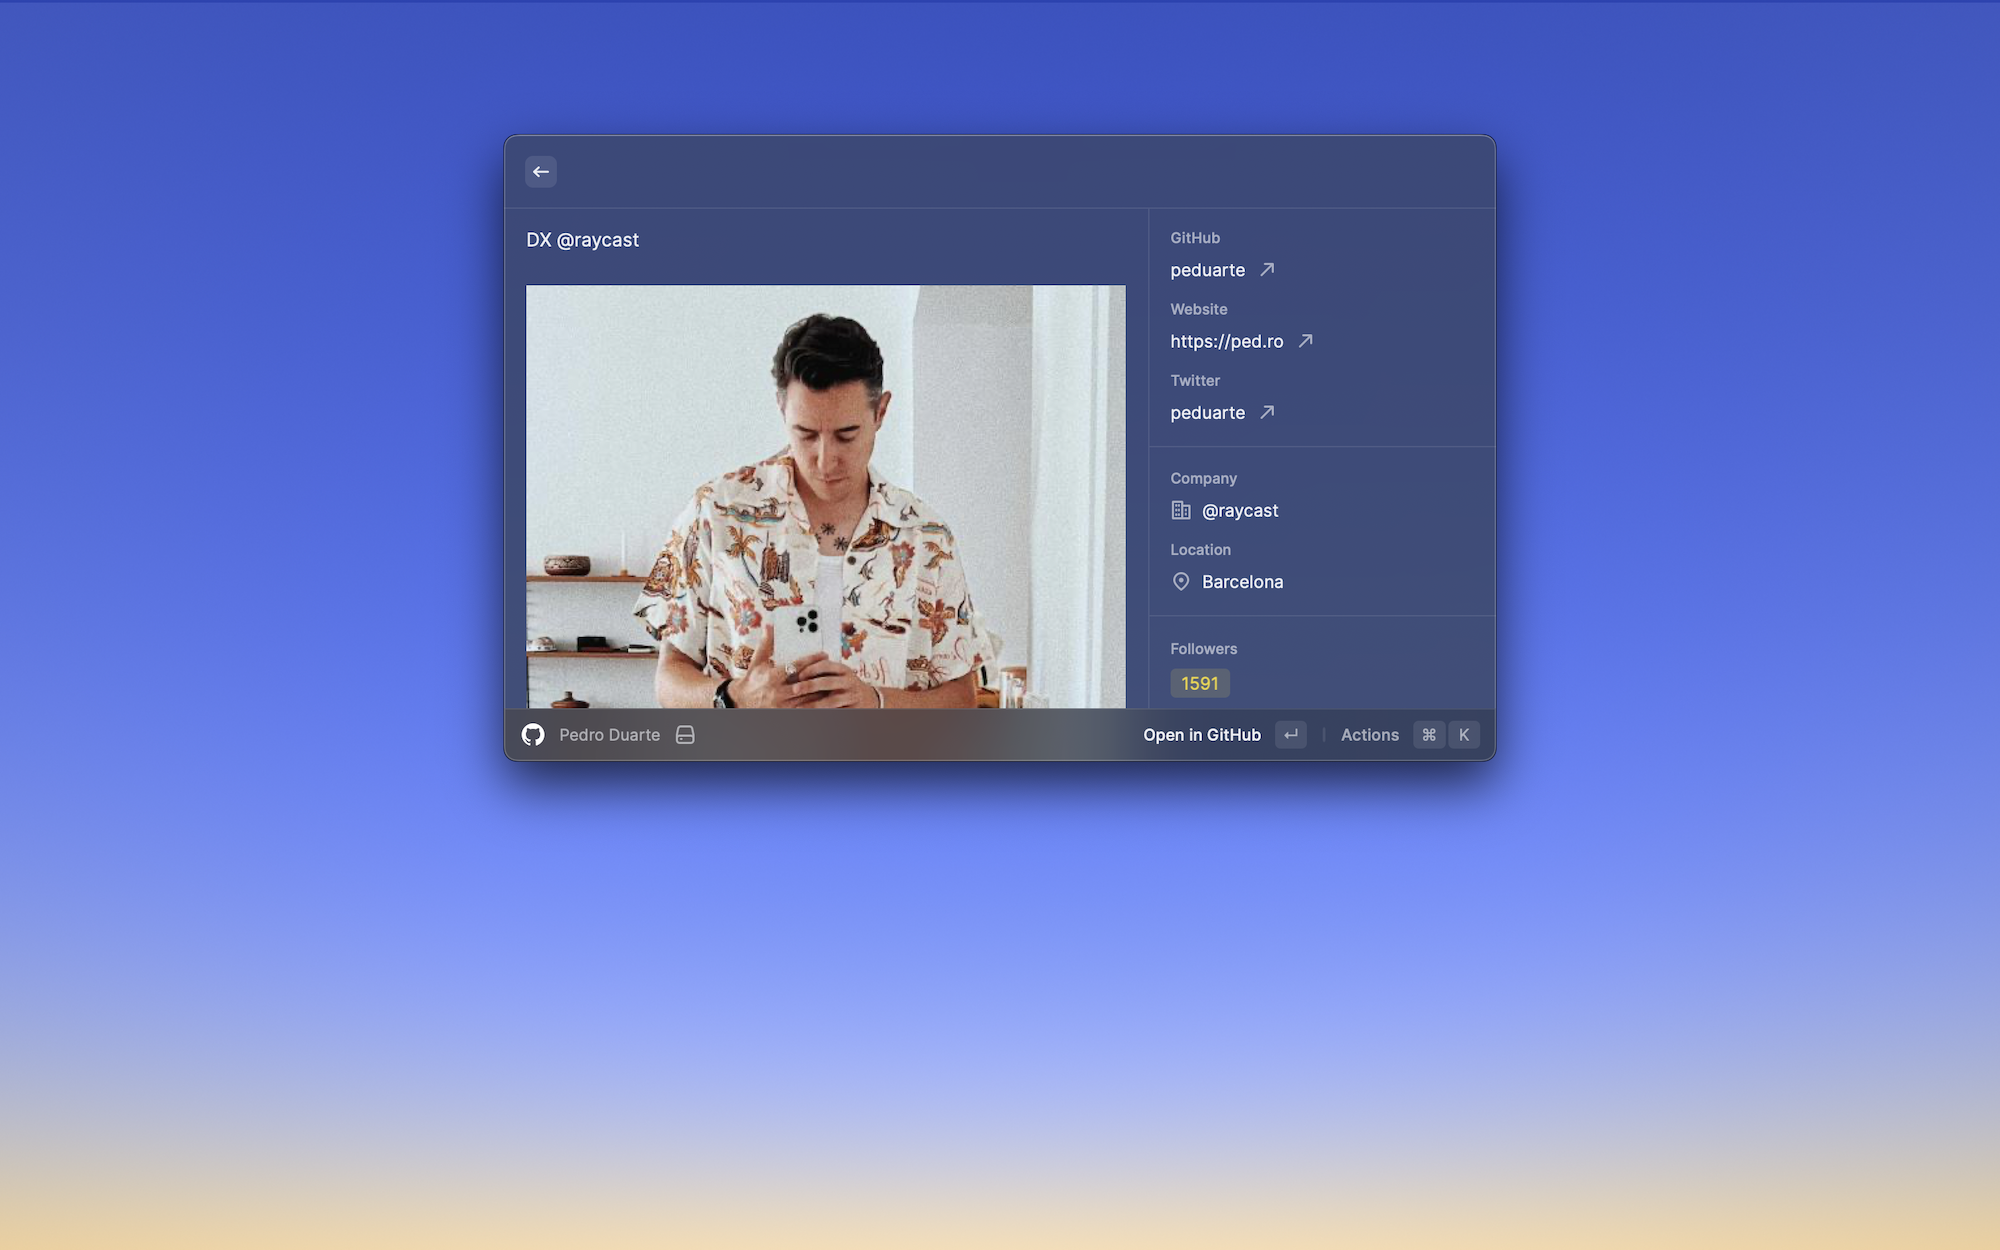 DX @raycast
GitHub
peduarte
Website
https://ped.ro
Twitter
peduarte
Company
@raycast
Location
Barcelona
Followers
1591
Pedro Duarte
Open in GitHub
Actions ⌘ K